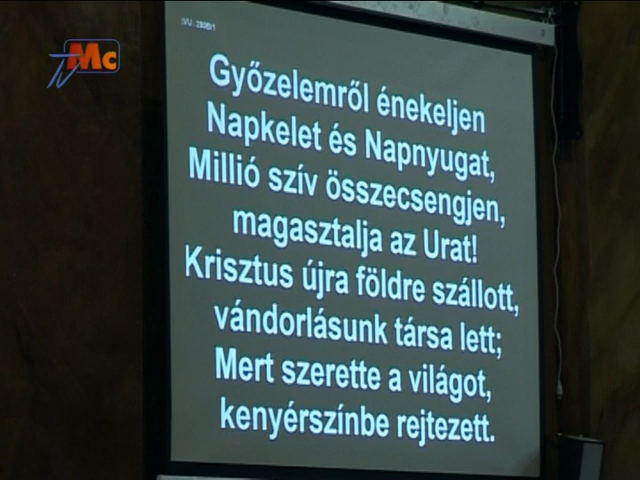 TV Mc
Győzelemről énekeljen
Napkelet és Napnyugat,
Millió szív összecsengjen,
magasztalja az Urat!
Krisztus újra földre szállott,
vándorlásunk társa lett;
Mert szerette a világot,
kenyérszínbe rejtezett.